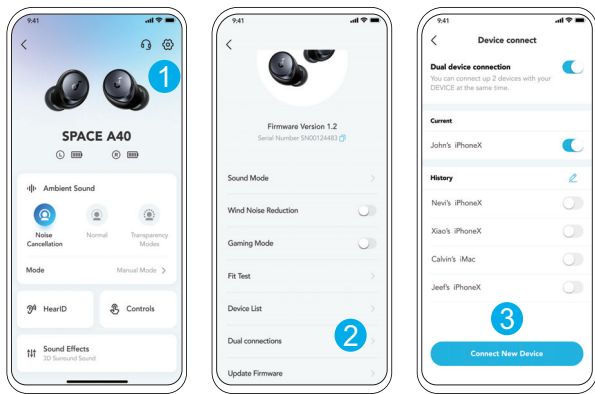 9:41
1
SPACE A40
L
R
Ambient Sound
Noise
Cancellation
Normal
Transparency
Modes
Mode
Manual Mode
HearID
Controls
Sound Effects
3D Surround Sound
9:41
Firmware Version 1.2
Serial Number SN00124483
Sound Mode
Wind Noise Reduction
Gaming Mode
Fit Test
Device List
Dual connections
2
Update Firmware
9:41
Device connect
Dual device connection
You can connect up 2 devices with your
DEVICE at the same time.
Current
John's iPhoneX
History
Nevi's iPhoneX
Xiao's iPhoneX
Calvin's iMac
Jeef's iPhoneX
3
Connect New Device